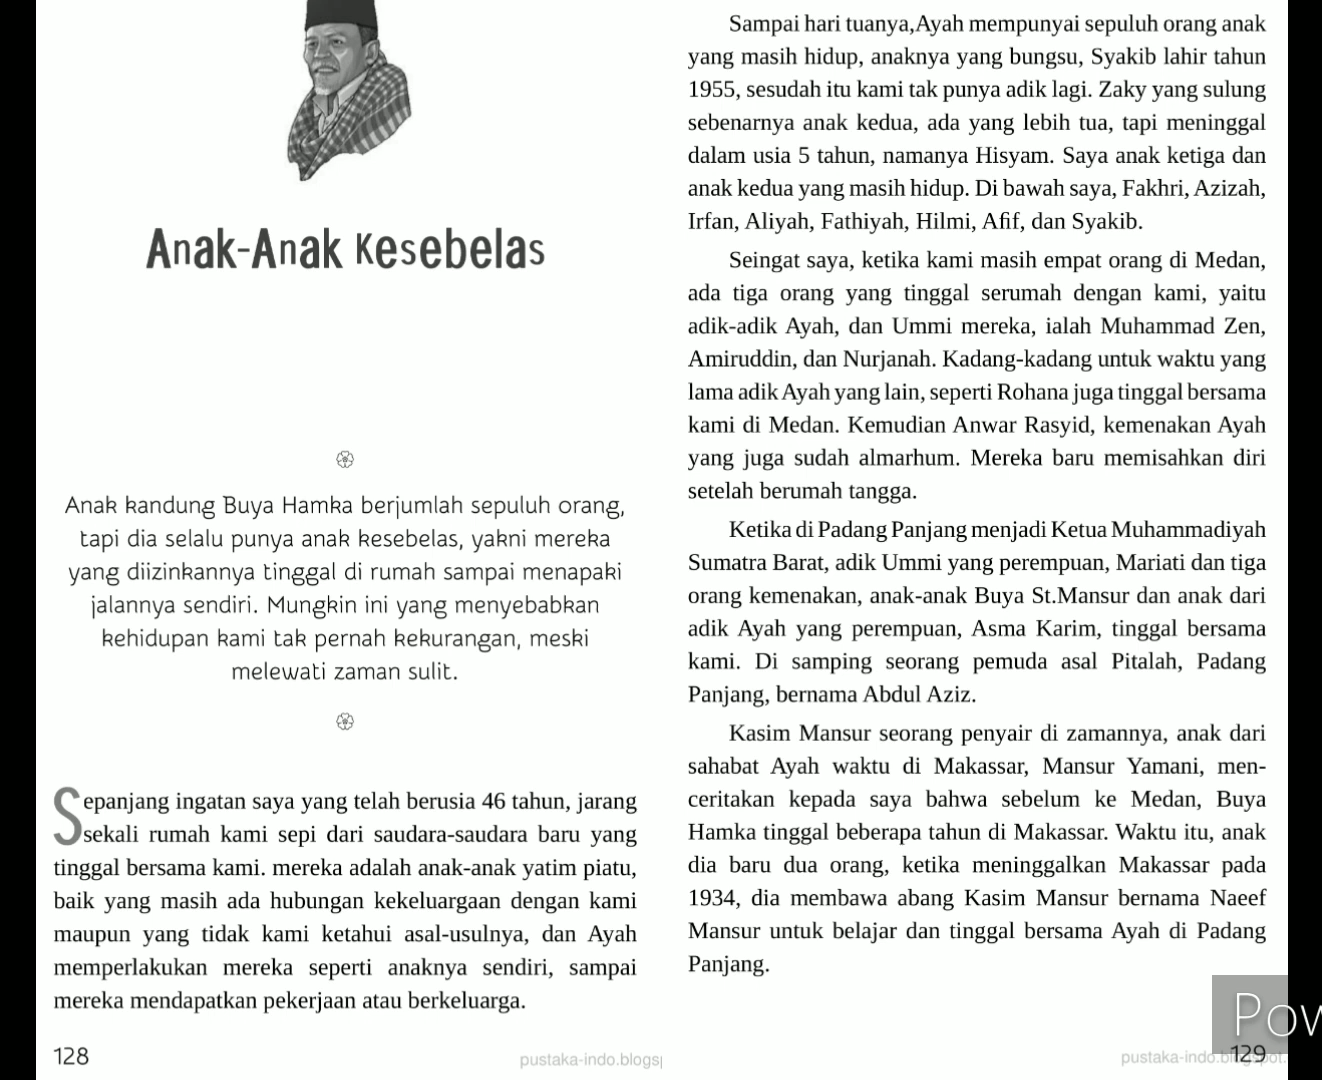 Anak-Anak Kesebelas
Anak kandung Buya Hamka berjumlah sepuluh orang,
tapi dia selalu punya anak kesebelas, yakni mereka
yang diizinkannya tinggal di rumah sampai menapaki
jalannya sendiri. Mungkin ini yang menyebabkan
kehidupan kami tak pernah kekurangan, meski
melewati zaman sulit.
Sepanjang ingatan saya yang telah berusia 46 tahun, jarang
sekali rumah kami sepi dari saudara-saudara baru yang
tinggal bersama kami. mereka adalah anak-anak yatim piatu,
baik yang masih ada hubungan kekeluargaan dengan kami
maupun yang tidak kami ketahui asal-usulnya, dan Ayah
memperlakukan mereka seperti anaknya sendiri, sampai
mereka mendapatkan pekerjaan atau berkeluarga.
128
pustaka-indo.blogs
Sampai hari tuanya,Ayah mempunyai sepuluh orang anak
yang masih hidup, anaknya yang bungsu, Syakib lahir tahun
1955, sesudah itu kami tak punya adik lagi. Zaky yang sulung
sebenarnya anak kedua, ada yang lebih tua, tapi meninggal
dalam usia 5 tahun, namanya Hisyam. Saya anak ketiga dan
anak kedua yang masih hidup. Di bawah saya, Fakhri, Azizah,
Irfan, Aliyah, Fathiyah, Hilmi, Afif, dan Syakib.
Seingat saya, ketika kami masih empat orang di Medan,
ada tiga orang yang tinggal serumah dengan kami, yaitu
adik-adik Ayah, dan Ummi mereka, ialah Muhammad Zen,
Amiruddin, dan Nurjanah. Kadang-kadang untuk waktu yang
lama adik Ayah yang lain, seperti Rohana juga tinggal bersama
kami di Medan. Kemudian Anwar Rasyid, kemenakan Ayah
yang juga sudah almarhum. Mereka baru memisahkan diri
setelah berumah tangga.
Ketika di Padang Panjang menjadi Ketua Muhammadiyah
Sumatra Barat, adik Ummi yang perempuan, Mariati dan tiga
orang kemenakan, anak-anak Buya St.Mansur dan anak dari
adik Ayah yang perempuan, Asma Karim, tinggal bersama
kami. Di samping seorang pemuda asal Pitalah, Padang
Panjang, bernama Abdul Aziz.
Kasim Mansur seorang penyair di zamannya, anak dari
sahabat Ayah waktu di Makassar, Mansur Yamani, men-
ceritakan kepada saya bahwa sebelum ke Medan, Buya
Hamka tinggal beberapa tahun di Makassar. Waktu itu, anak
dia baru dua orang, ketika meninggalkan Makassar pada
1934, dia membawa abang Kasim Mansur bernama Naeef
Mansur untuk belajar dan tinggal bersama Ayah di Padang
Panjang.
Pow
pustaka-indo.blogspot.
129